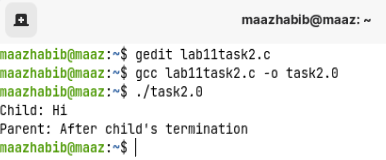 maazhabib@maaz: ~
maazhabib@maaz:~$ gedit lab11task2.c
maazhabib@maaz:~$ gcc lab11task2.c -o task2.0
maazhabib@maaz:~$ ./task2.0
Child: Hi
Parent: After child's termination
maazhabib@maaz:~$